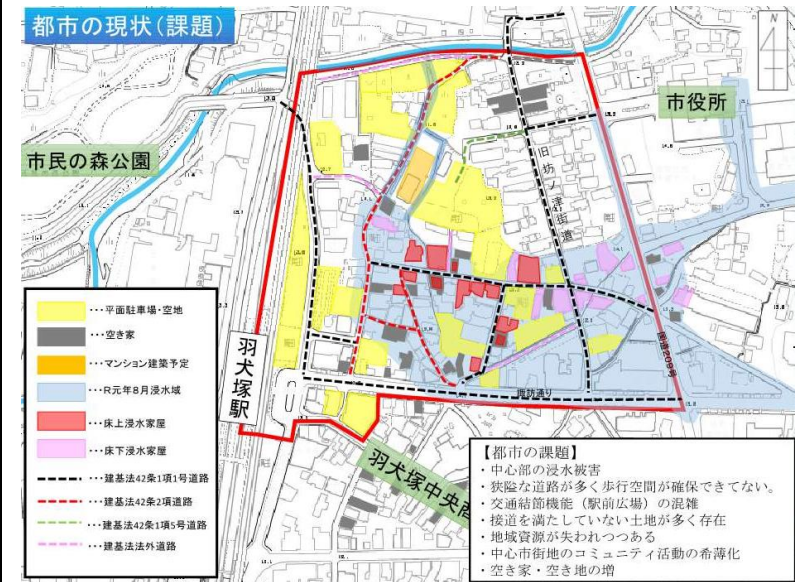 都市の現状(課題)
N
市役所
市民の森公園
旧坊ノ津街道
国道209号
諏訪通り
羽犬塚駅
羽犬塚中央商
・・・平面駐車場・空地
・・・空き家
・・・マンション建築予定
・・・R元年8月浸水域
・・・床上浸水家屋
・・・床下浸水家屋
・・・建基法42条1項1号道路
・・・建基法42条2項道路
・・・建基法42条1項5号道路
・・・建基法法外道路
【都市の課題】
・中心部の浸水被害
・狭隘な道路が多く歩行空間が確保できてない。
交通結節機能（駅前広場）の混雑
・接道を満たしていない土地が多く存在
・地域資源が失われつつある
・中心市街地のコミュニティ活動の希薄化
・空き家・空き地の増